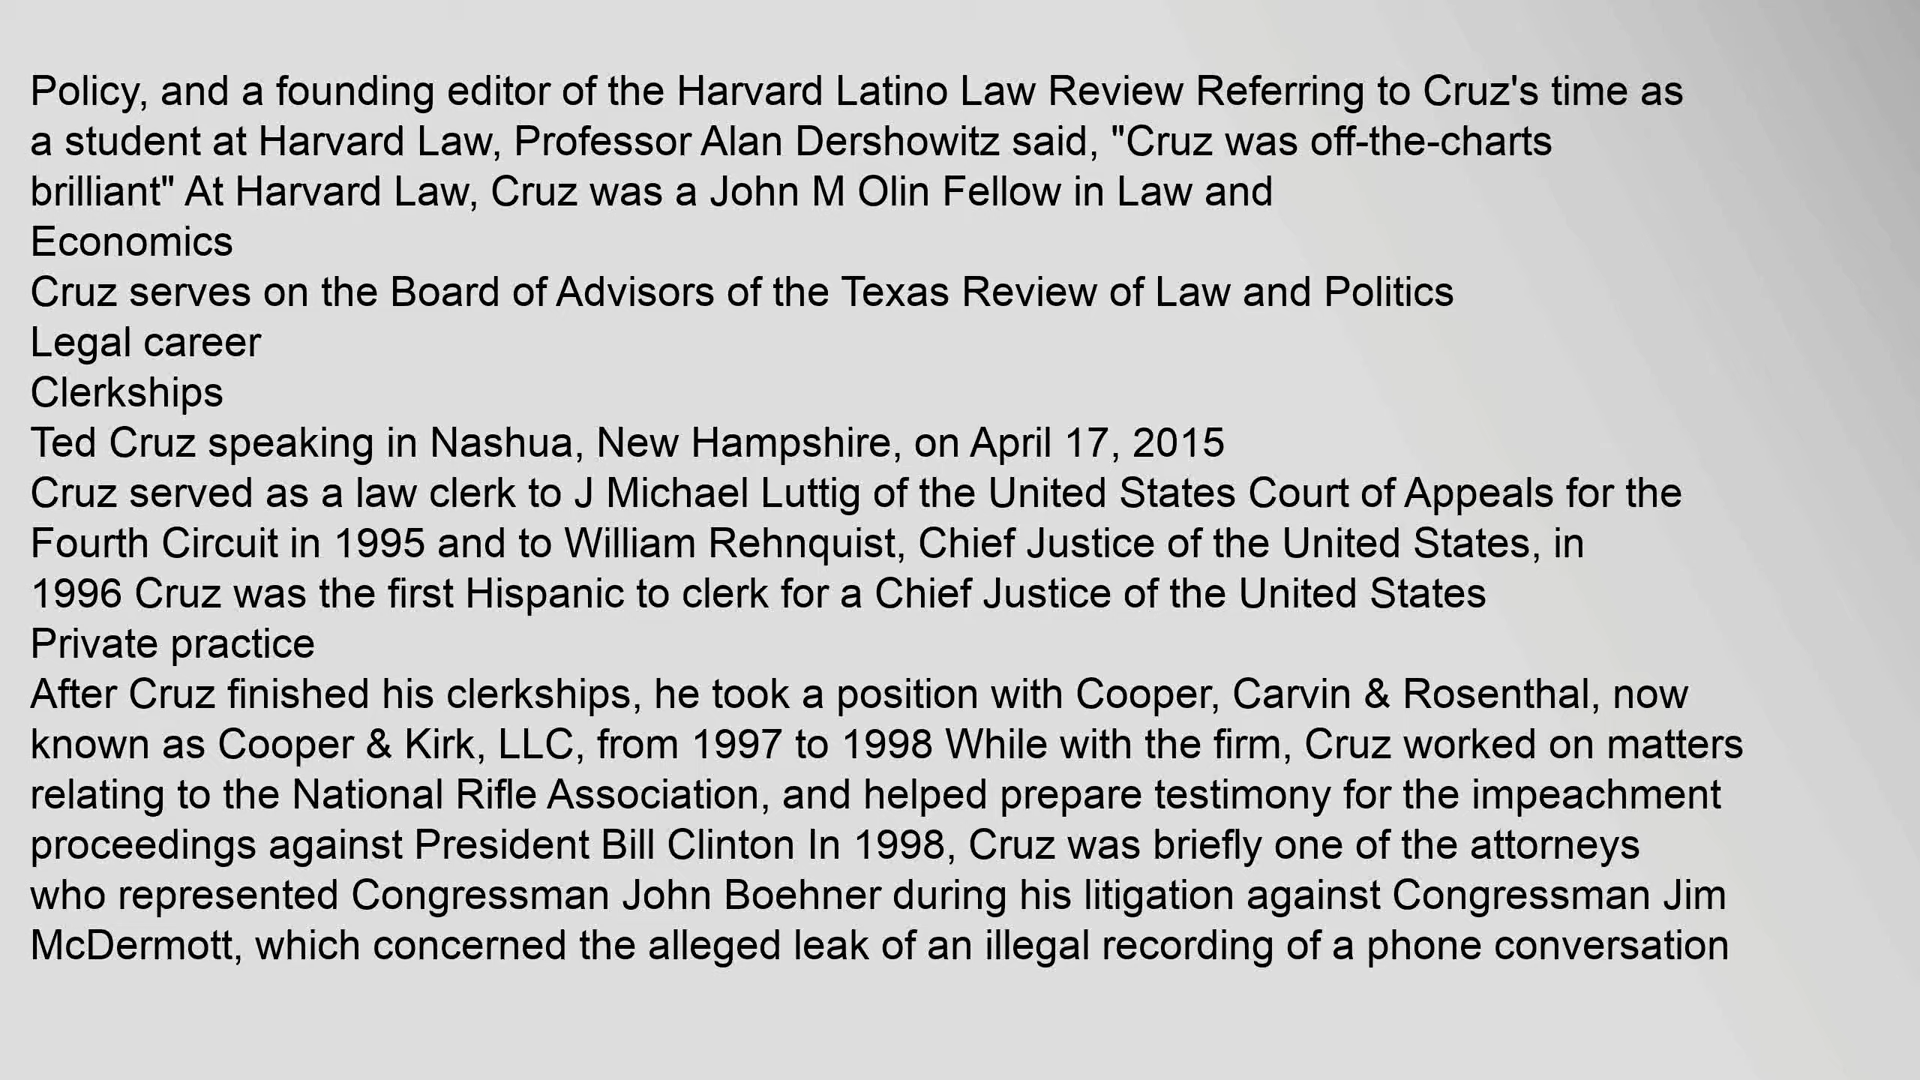 Policy, and a founding editor of the Harvard Latino Law Review Referring to Cruz's time as
a student at Harvard Law, Professor Alan Dershowitz said, "Cruz was off-the-charts
brilliant" At Harvard Law, Cruz was a John M Olin Fellow in Law and
Economics
Cruz serves on the Board of Advisors of the Texas Review of Law and Politics
Legal career
Clerkships
Ted Cruz speaking in Nashua, New Hampshire, on April 17, 2015
Cruz served as a law clerk to J Michael Luttig of the United States Court of Appeals for the
Fourth Circuit in 1995 and to William Rehnquist, Chief Justice of the United States, in
1996 Cruz was the first Hispanic to clerk for a Chief Justice of the United States
Private practice
After Cruz finished his clerkships, he took a position with Cooper, Carvin & Rosenthal, now
known as Cooper & Kirk, LLC, from 1997 to 1998 While with the firm, Cruz worked on matters
relating to the National Rifle Association, and helped prepare testimony for the impeachment
proceedings against President Bill Clinton In 1998, Cruz was briefly one of the attorneys
who represented Congressman John Boehner during his litigation against Congressman Jim
McDermott, which concerned the alleged leak of an illegal recording of a phone conversation